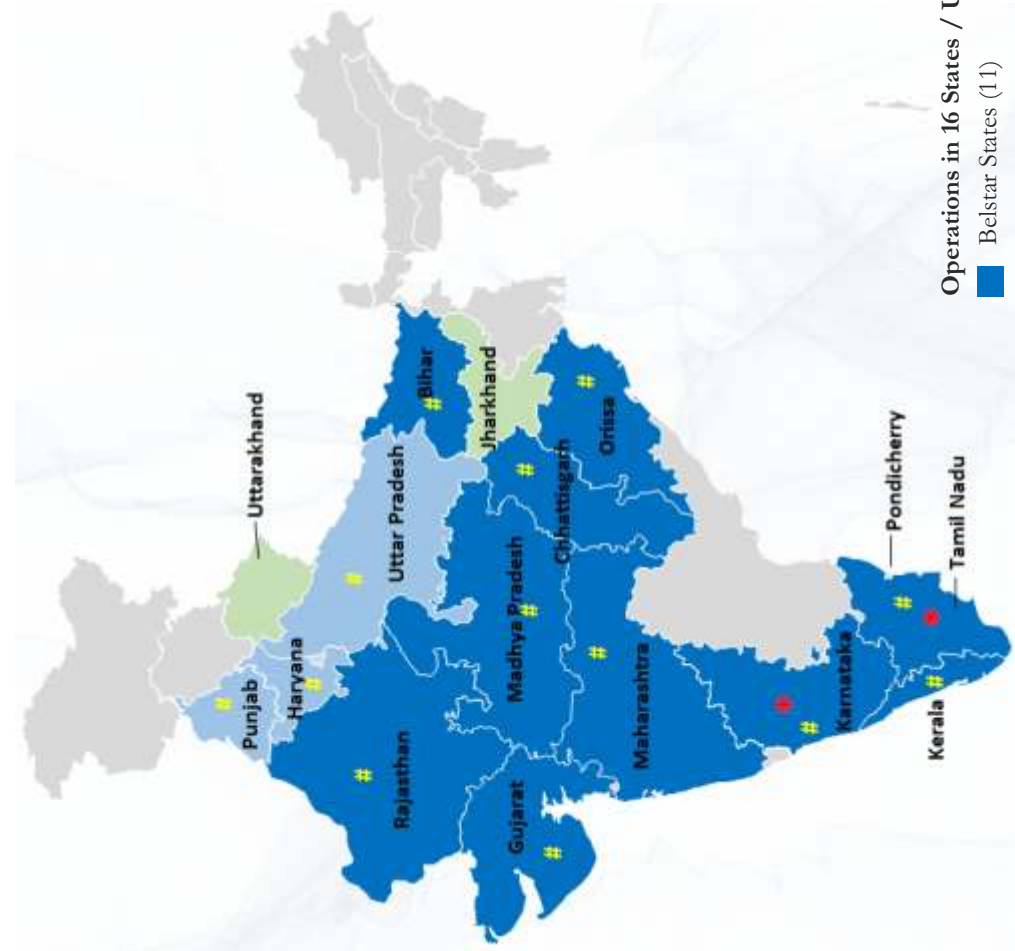 Punjab
Uttarakhand
Haryana
Uttar Pradesh
Rajasthan
Bihar
Jharkhand
Gujarat
Madhya Pradesh
Chhattisgarh
Orissa
Maharashtra
Karnataka
Pondicherry
Kerala
Tamil Nadu
Operations in 16 States / U
Belstar States (11)